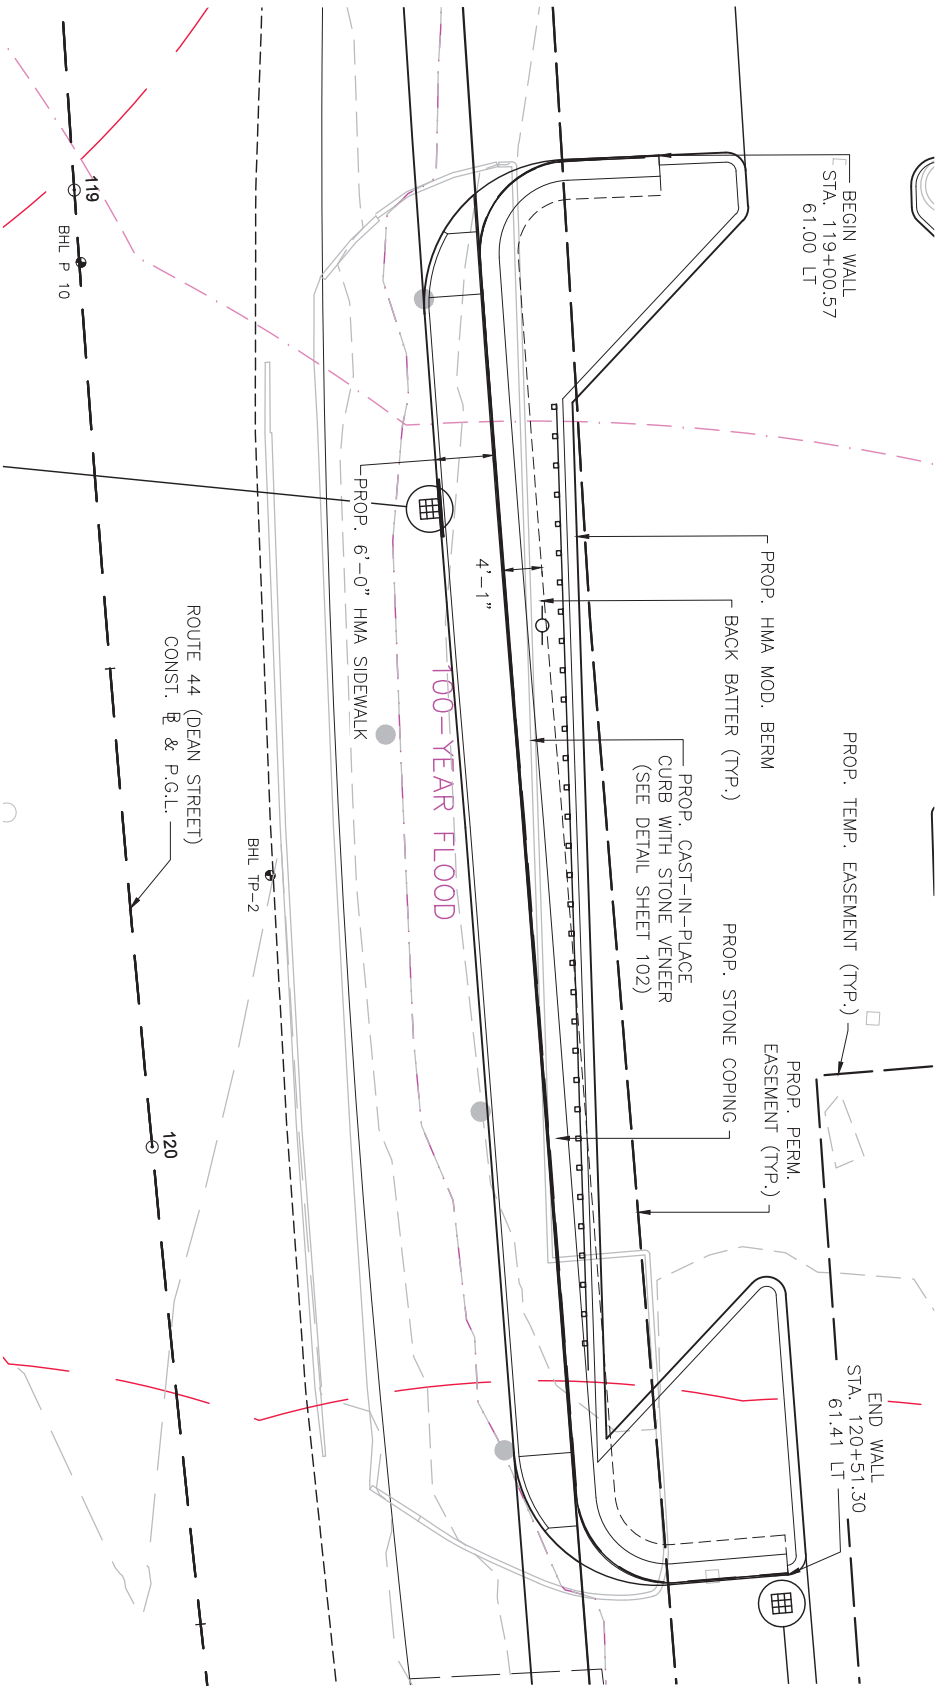 BEGIN WALL
STA. 119+00.57
61.00 LT
119
BHL P 10
PROP. 6'-0" HMA SIDEWALK
4'-1"
PROP. HMA MOD. BERM
BACK BATTER (TYP.)
PROP. CAST-IN-PLACE
CURB WITH STONE VENEER
(SEE DETAIL SHEET 102)
PROP. TEMP. EASEMENT (TYP.)
PROP. STONE COPING
PROP. PERM.
EASEMENT (TYP.)
100-YEAR FLOOD
ROUTE 44 (DEAN STREET)
CONST. B & P.G.L.
BHL TP-2
120
END WALL
STA. 120+51.30
61.41 LT